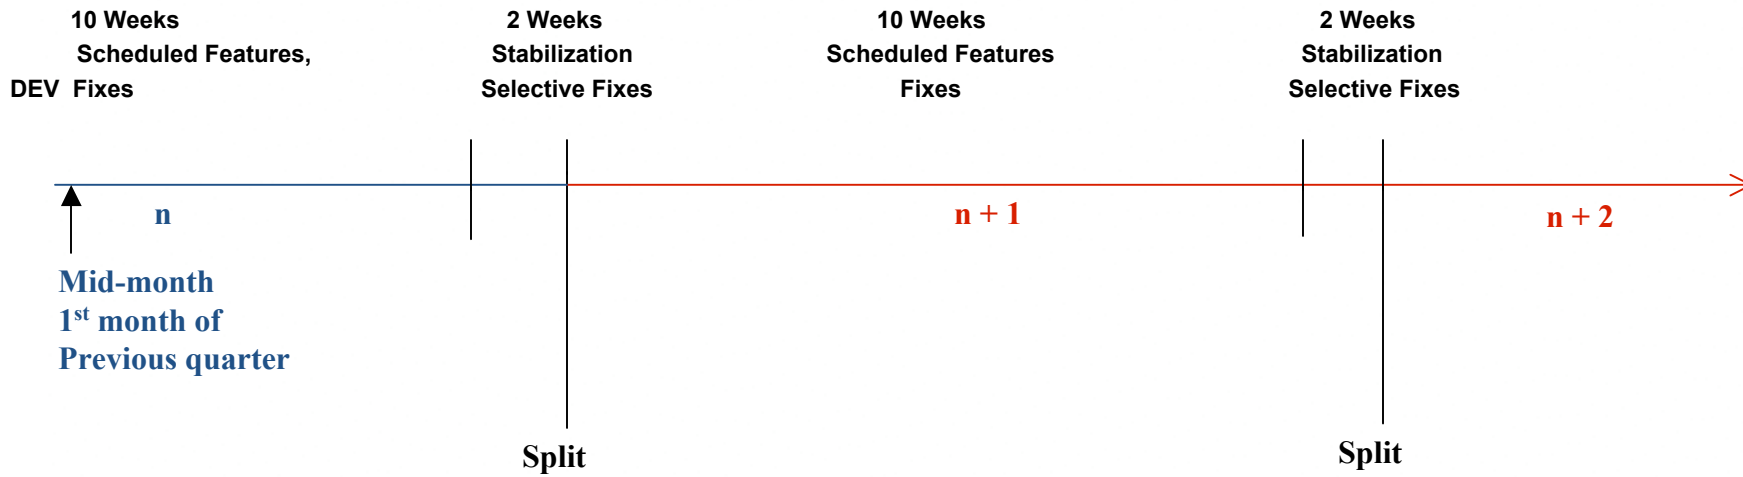 10 Weeks
Scheduled Features,
DEV Fixes
2 Weeks
Stabilization
Selective Fixes
10 Weeks
Scheduled Features
Fixes
2 Weeks
Stabilization
Selective Fixes
n
n + 1
n + 2
Mid-month
1st month of
Previous quarter
Split
Split